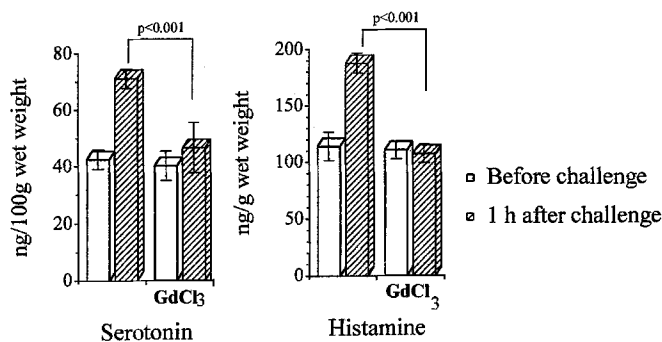 p<0.001
80
60
40
20
0
ng/100g wet weight
GdCl3
Serotonin
p<0.001
200
150
100
50
0
ng/g wet weight
GdCl3
Histamine
Before challenge
1 h after challenge